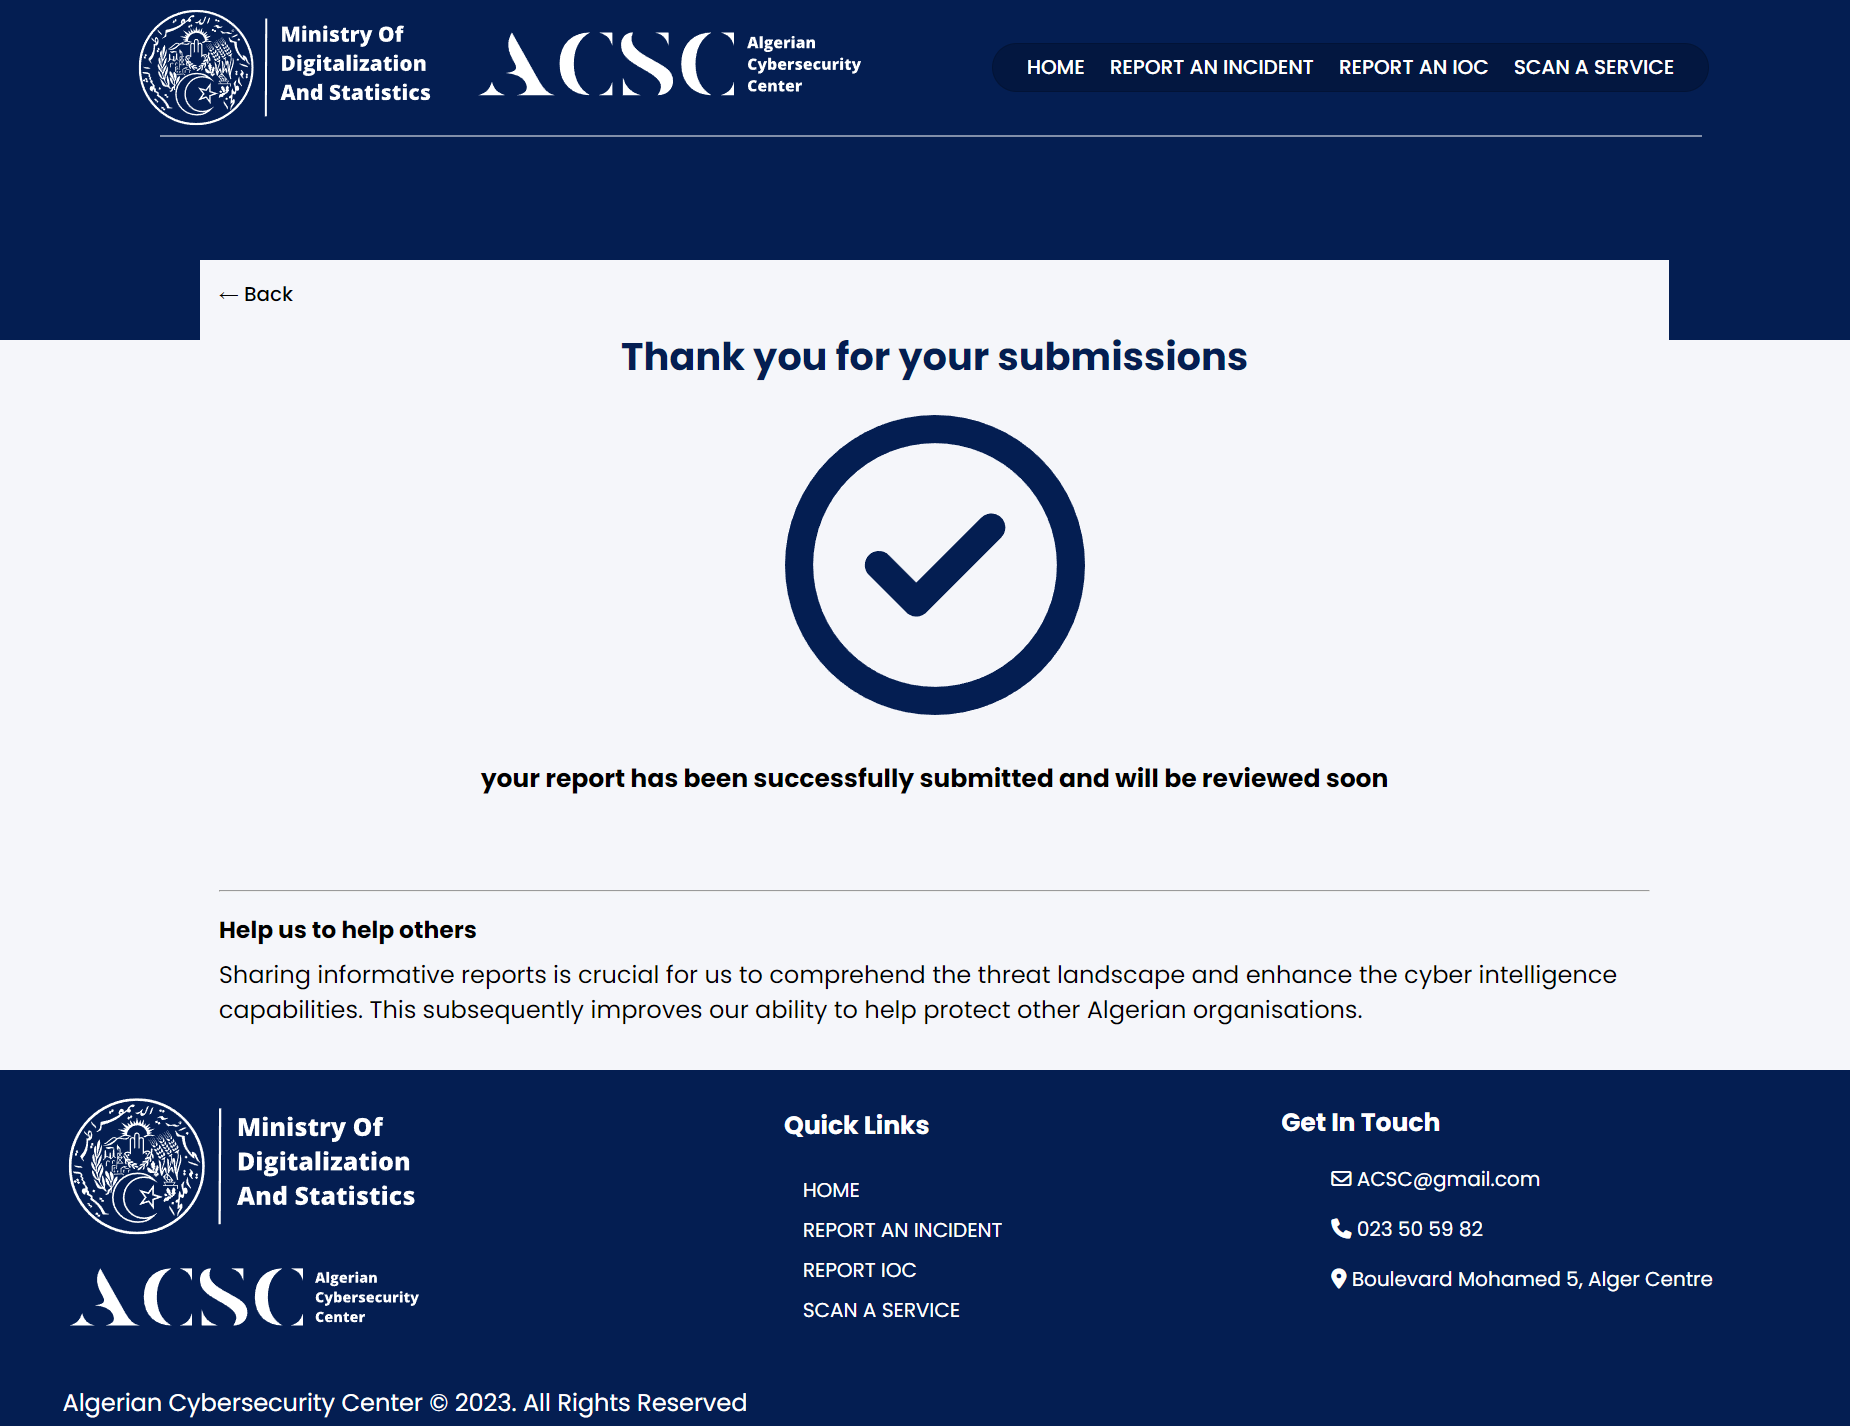 Ministry Of
Digitalization
And Statistics
ACSC
Algerian
Cybersecurity
Center
HOME REPORT AN INCIDENT REPORT AN IOC SCAN A SERVICE
← Back
Thank you for your submissions
your report has been successfully submitted and will be reviewed soon
Help us to help others
Sharing informative reports is crucial for us to comprehend the threat landscape and enhance the cyber intelligence
capabilities. This subsequently improves our ability to help protect other Algerian organisations.
Ministry Of
Digitalization
And Statistics
ACSC
Algerian
Cybersecurity
Center
Quick Links
HOME
REPORT AN INCIDENT
REPORT IOC
SCAN A SERVICE
Get In Touch
ACSC@gmail.com
023 50 59 82
Boulevard Mohamed 5, Alger Centre
Algerian Cybersecurity Center © 2023. All Rights Reserved